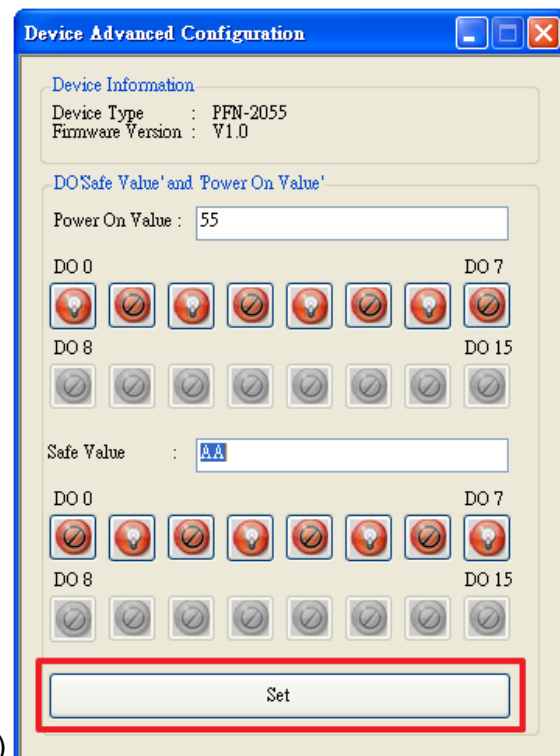 Device Advanced Configuration
Device Information
Device Type : PFN-2055
Firmware Version : V1.0
DO'Safe Value' and 'Power On Value'
Power On Value : 55
DO 0 DO 7
DO 8 DO 15
Safe Value : AA
DO 0 DO 7
DO 8 DO 15
Set
)